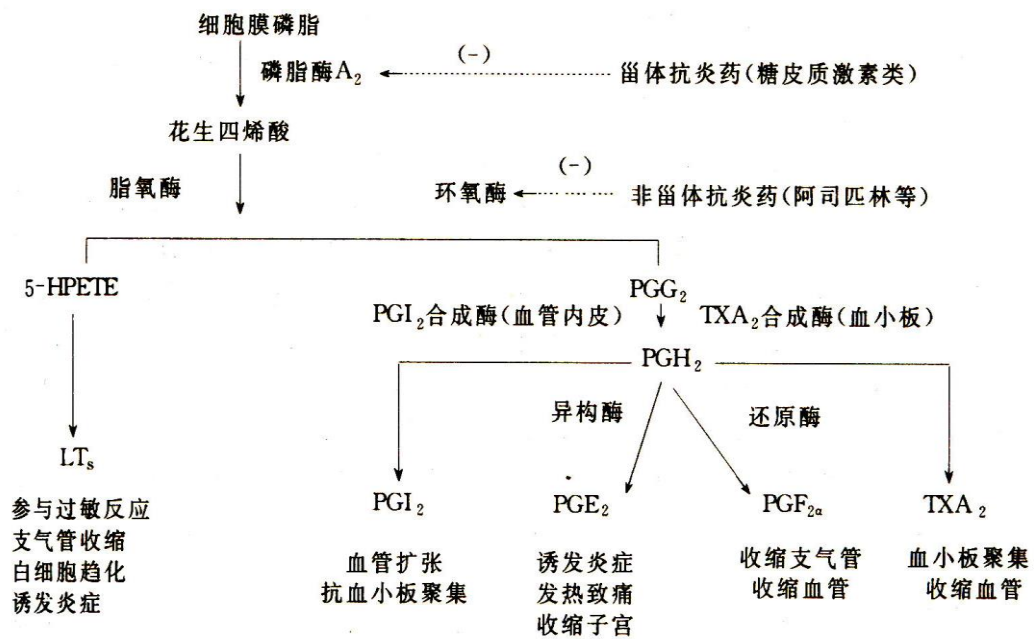 细胞膜磷脂
磷脂酶A₂
(-)
甾体抗炎药(糖皮质激素类)
花生四烯酸
脂氧酶
环氧酶
(-)
非甾体抗炎药(阿司匹林等)
5-HPETE
PGG₂
PGI₂合成酶(血管内皮)
TXA₂合成酶(血小板)
PGH₂
异构酶
还原酶
LTs
参与过敏反应
支气管收缩
白细胞趋化
诱发炎症
PGI₂
血管扩张
抗血小板聚集
PGE₂
诱发炎症
发热致痛
收缩子宫
PGF₂α
收缩支气管
收缩血管
TXA₂
血小板聚集
收缩血管